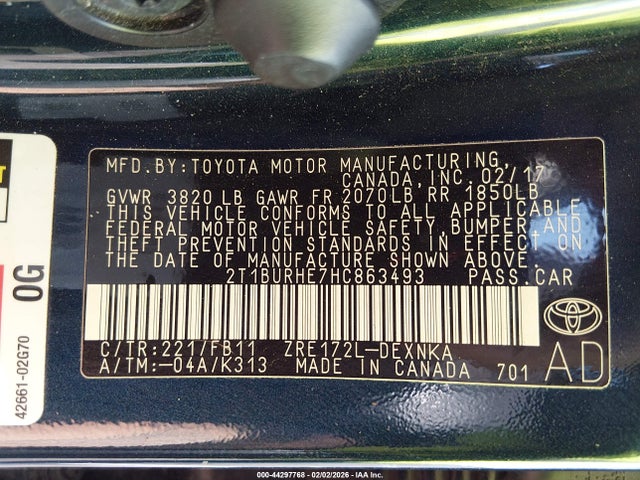 MFD.BY:TOYOTA MOTOR MANUFACTURING,
CANADA,INC. 02/17
GVWR 3820 LB GAWR FR 2070LB RR 1850LB
THIS VEHICLE CONFORMS TO ALL APPLICABLE
FEDERAL MOTOR VEHICLE SAFETY,BUMPER,AND
THEFT PREVENTION STANDARDS IN EFFECT ON
THE DATE OF MANUFACTURE SHOWN ABOVE.
2T1BURHE7HC863493 PASS.CAR
C/TR:221/FB11 ZRE172L-DEXNKA
A/TM:-04A/K313 MADE IN CANADA 701
AD
0G
42661-02G70
000-44297768 - 02/02/2026 - IAA Inc.